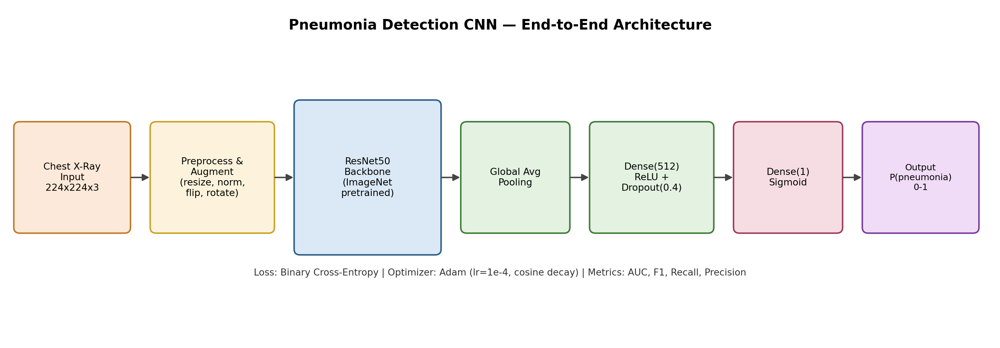 Pneumonia Detection CNN — End-to-End Architecture
Chest X-Ray
Input
224x224x3
Preprocess &
Augment
(resize, norm,
flip, rotate)
ResNet50
Backbone
(ImageNet
pretrained)
Global Avg
Pooling
Dense(512)
ReLU +
Dropout(0.4)
Dense(1)
Sigmoid
Output
P(pneumonia)
0-1
Loss: Binary Cross-Entropy | Optimizer: Adam (lr=1e-4, cosine decay) | Metrics: AUC, F1, Recall, Precision